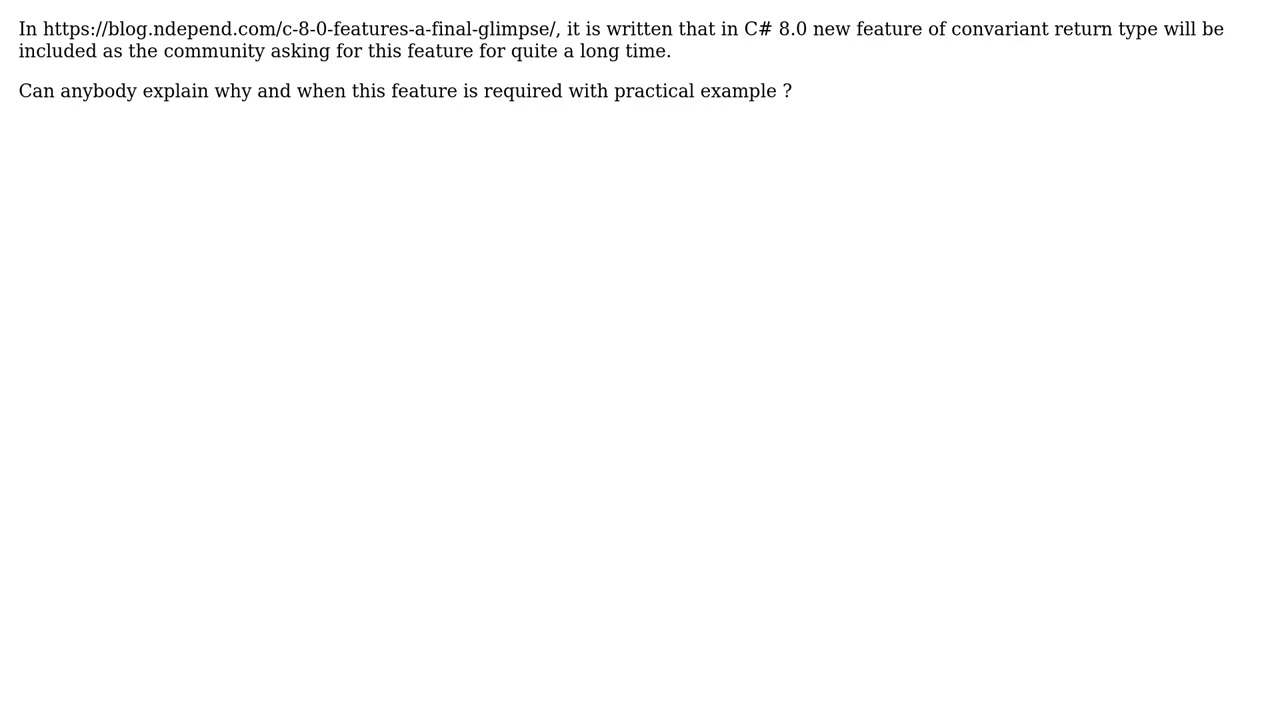 In https://blog.ndepend.com/c-8-0-features-a-final-glimpse/, it is written that in C# 8.0 new feature of convariant return type will be
included as the community asking for this feature for quite a long time.
Can anybody explain why and when this feature is required with practical example ?